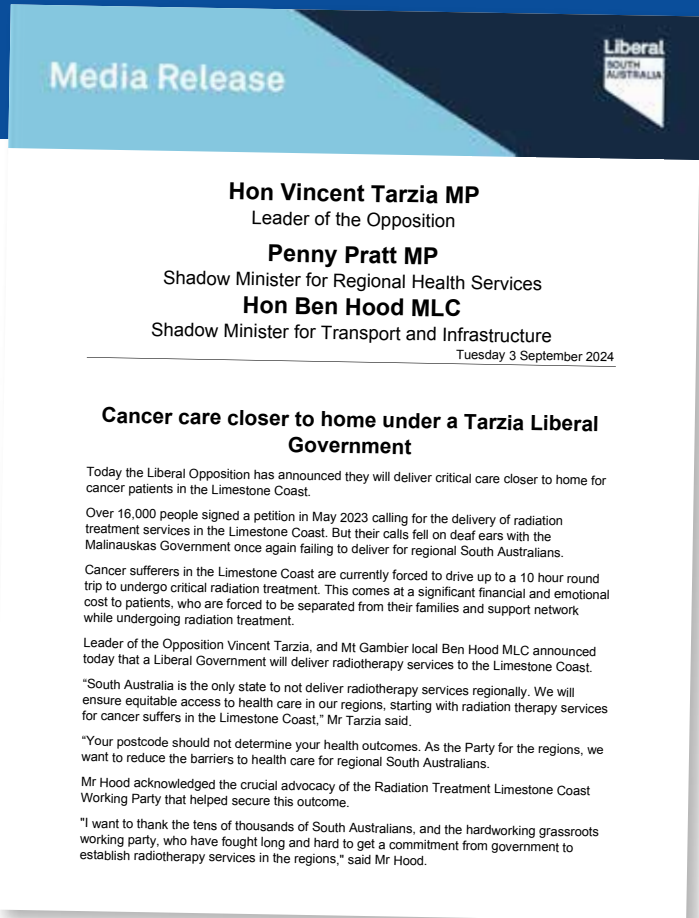 Media Release
Liberal
SOUTH
AUSTRALIA
Hon Vincent Tarzia MP
Leader of the Opposition
Penny Pratt MP
Shadow Minister for Regional Health Services
Hon Ben Hood MLC
Shadow Minister for Transport and Infrastructure
Tuesday 3 September 2024
Cancer care closer to home under a Tarzia Liberal
Government
Today the Liberal Opposition has announced they will deliver critical care closer to home for
cancer patients in the Limestone Coast.
Over 16,000 people signed a petition in May 2023 calling for the delivery of radiation
treatment services in the Limestone Coast. But their calls fell on deaf ears with the
Malinauskas Government once again failing to deliver for regional South Australians.
Cancer sufferers in the Limestone Coast are currently forced to drive up to a 10 hour round
trip to undergo critical radiation treatment. This comes at a significant financial and emotional
cost to patients, who are forced to be separated from their families and support network
while undergoing radiation treatment.
Leader of the Opposition Vincent Tarzia, and Mt Gambier local Ben Hood MLC announced
today that a Liberal Government will deliver radiotherapy services to the Limestone Coast.
“South Australia is the only state to not deliver radiotherapy services regionally. We will
ensure equitable access to health care in our regions, starting with radiation therapy services
for cancer suffers in the Limestone Coast,” Mr Tarzia said.
“Your postcode should not determine your health outcomes. As the Party for the regions, we
want to reduce the barriers to health care for regional South Australians.
Mr Hood acknowledged the crucial advocacy of the Radiation Treatment Limestone Coast
Working Party that helped secure this outcome.
"I want to thank the tens of thousands of South Australians, and the hardworking grassroots
working party, who have fought long and hard to get a commitment from government to
establish radiotherapy services in the regions," said Mr Hood.